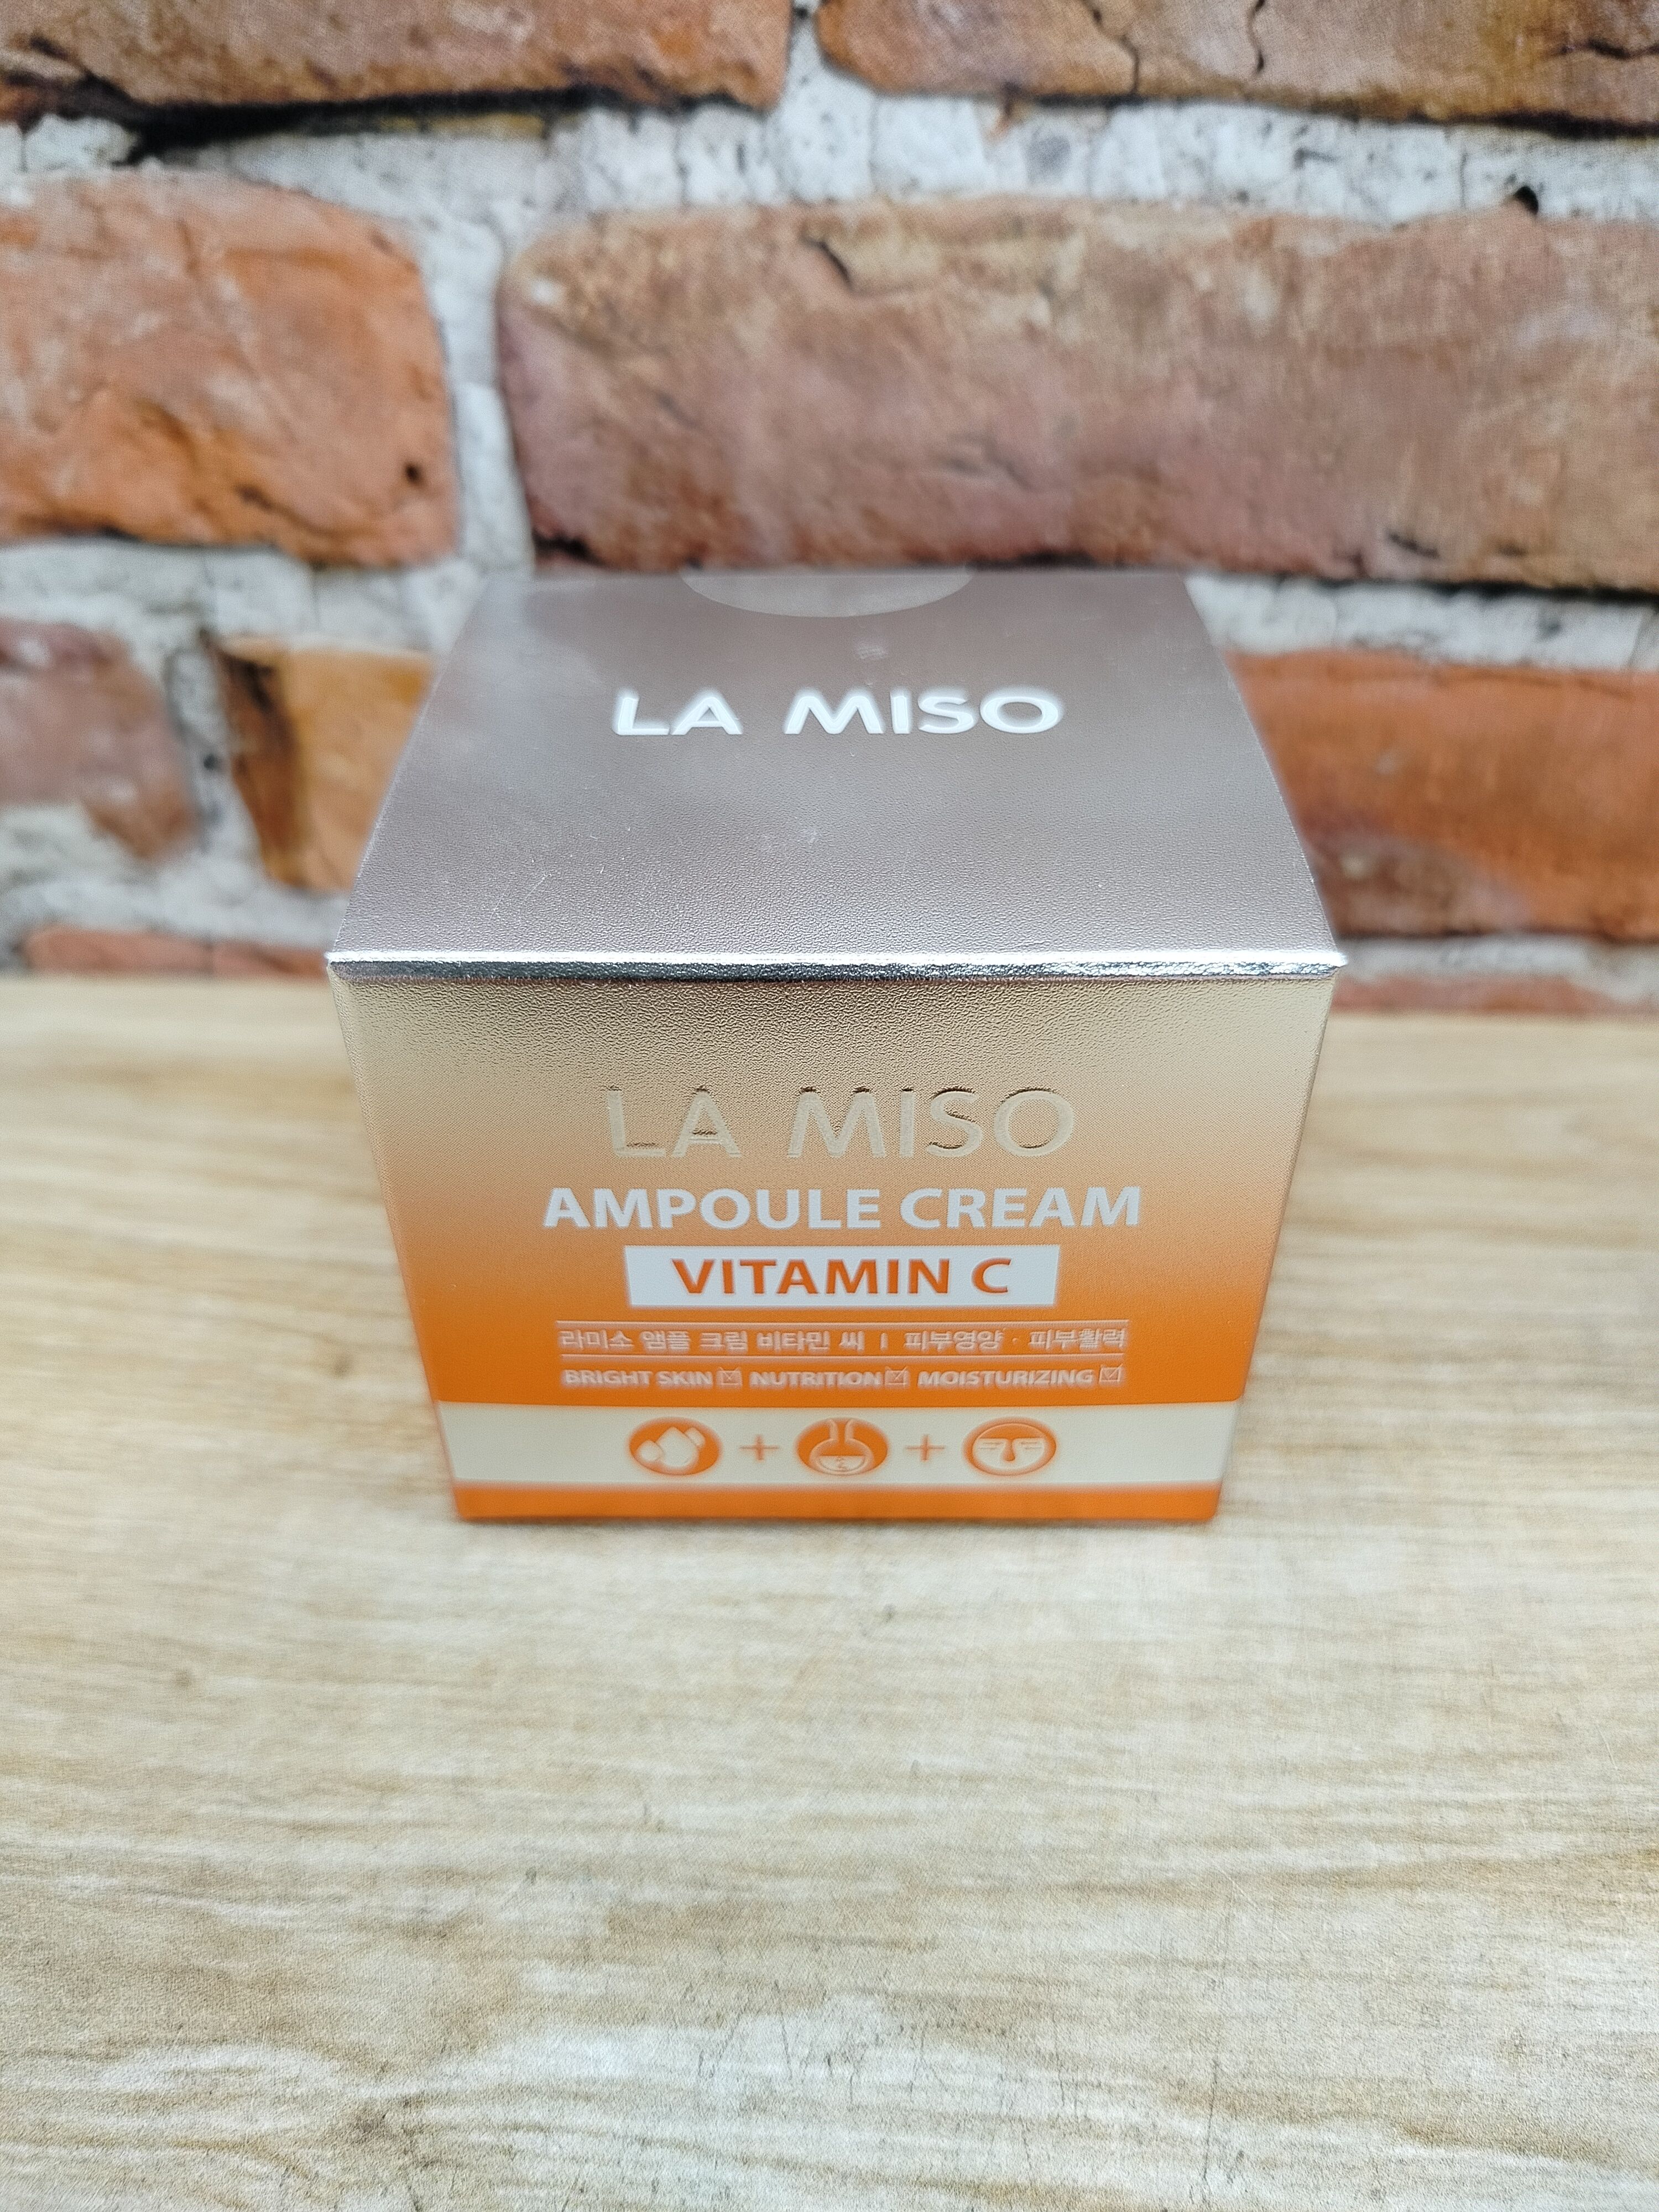 LA MISO
LA MISO
AMPOULE CREAM
VITAMIN C
라미소 앰플 크림 비타민 씨 | 피부영양 · 피부활력
BRIGHT SKIN ☑ NUTRITION ☑ MOISTURIZING ☑
+ +